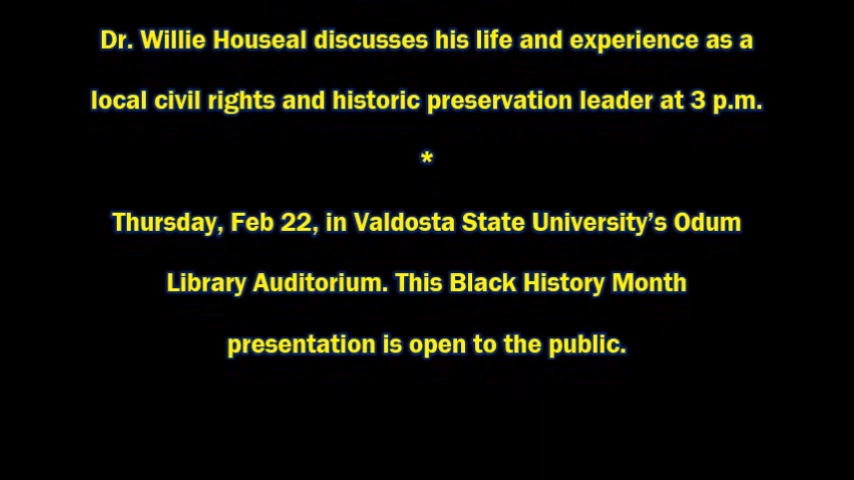 Dr. Willie Houseal discusses his life and experience as a
local civil rights and historic preservation leader at 3 p.m.
*
Thursday, Feb 22, in Valdosta State University’s Odum
Library Auditorium. This Black History Month
presentation is open to the public.